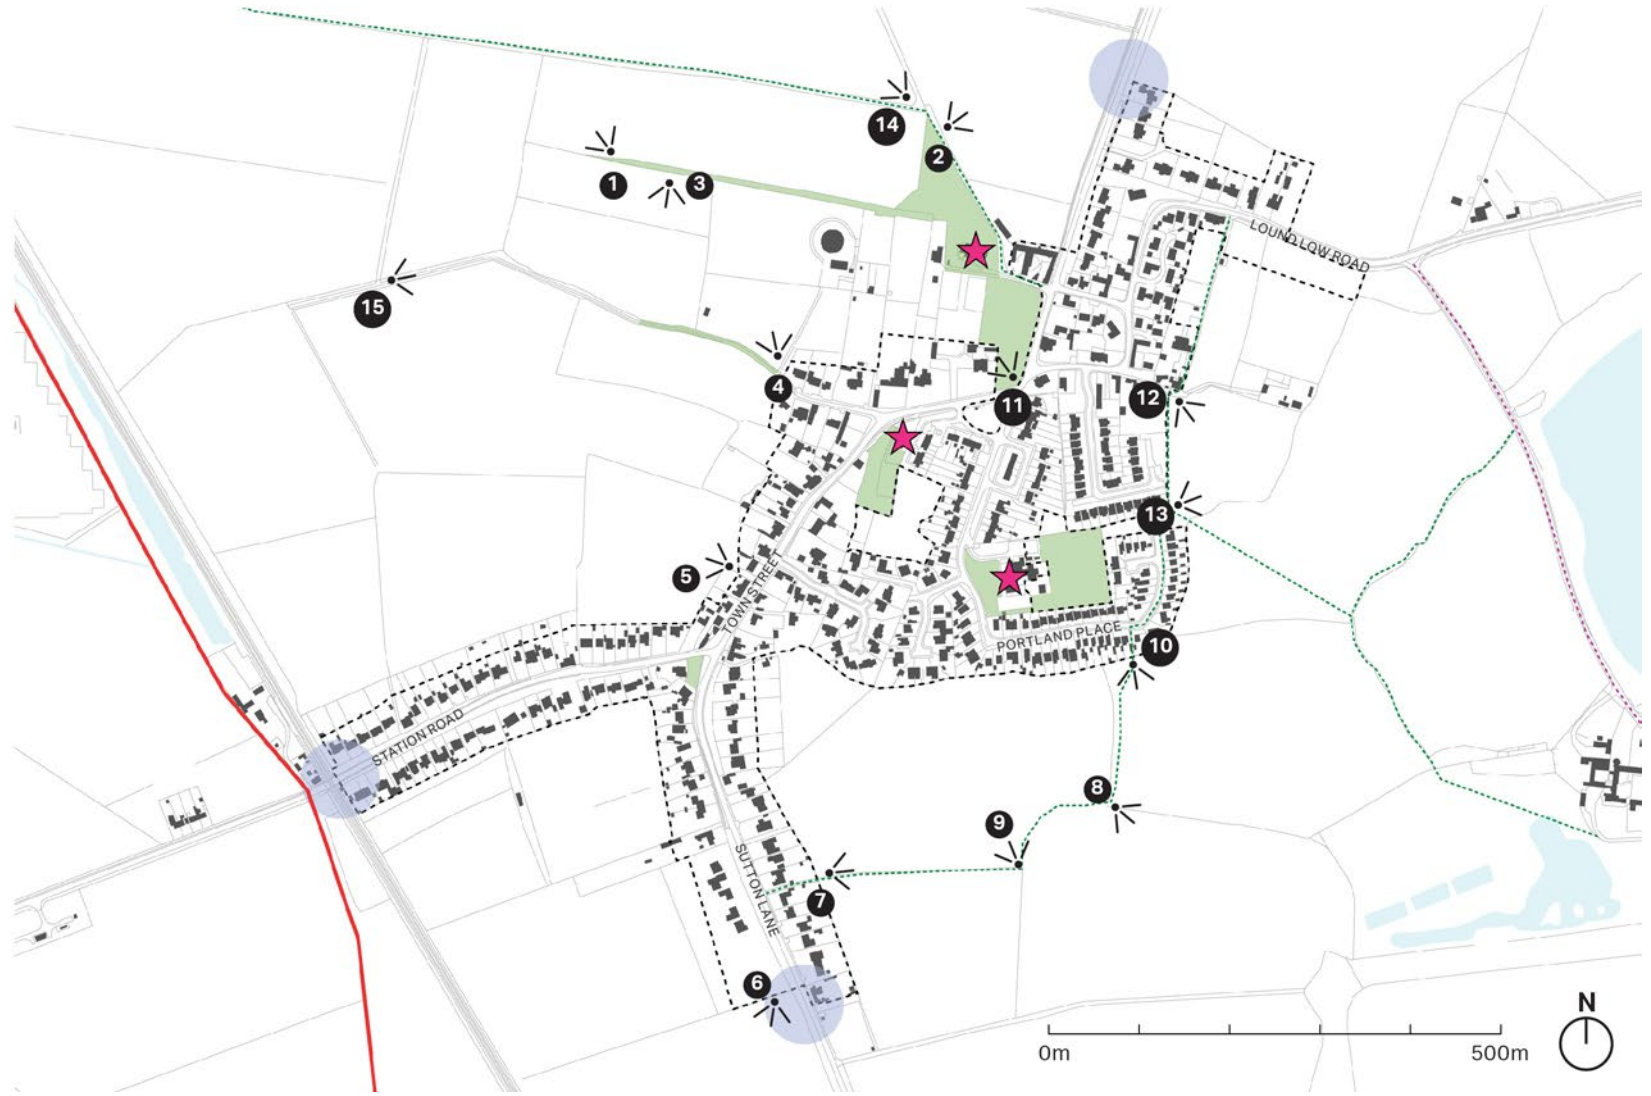 14
2
1
3
LOUND LOW ROAD
15
4
11
12
13
5
TOWN STREET
PORTLAND PLACE
10
STATION ROAD
8
9
SUTTON LANE
7
6
N
0m
500m